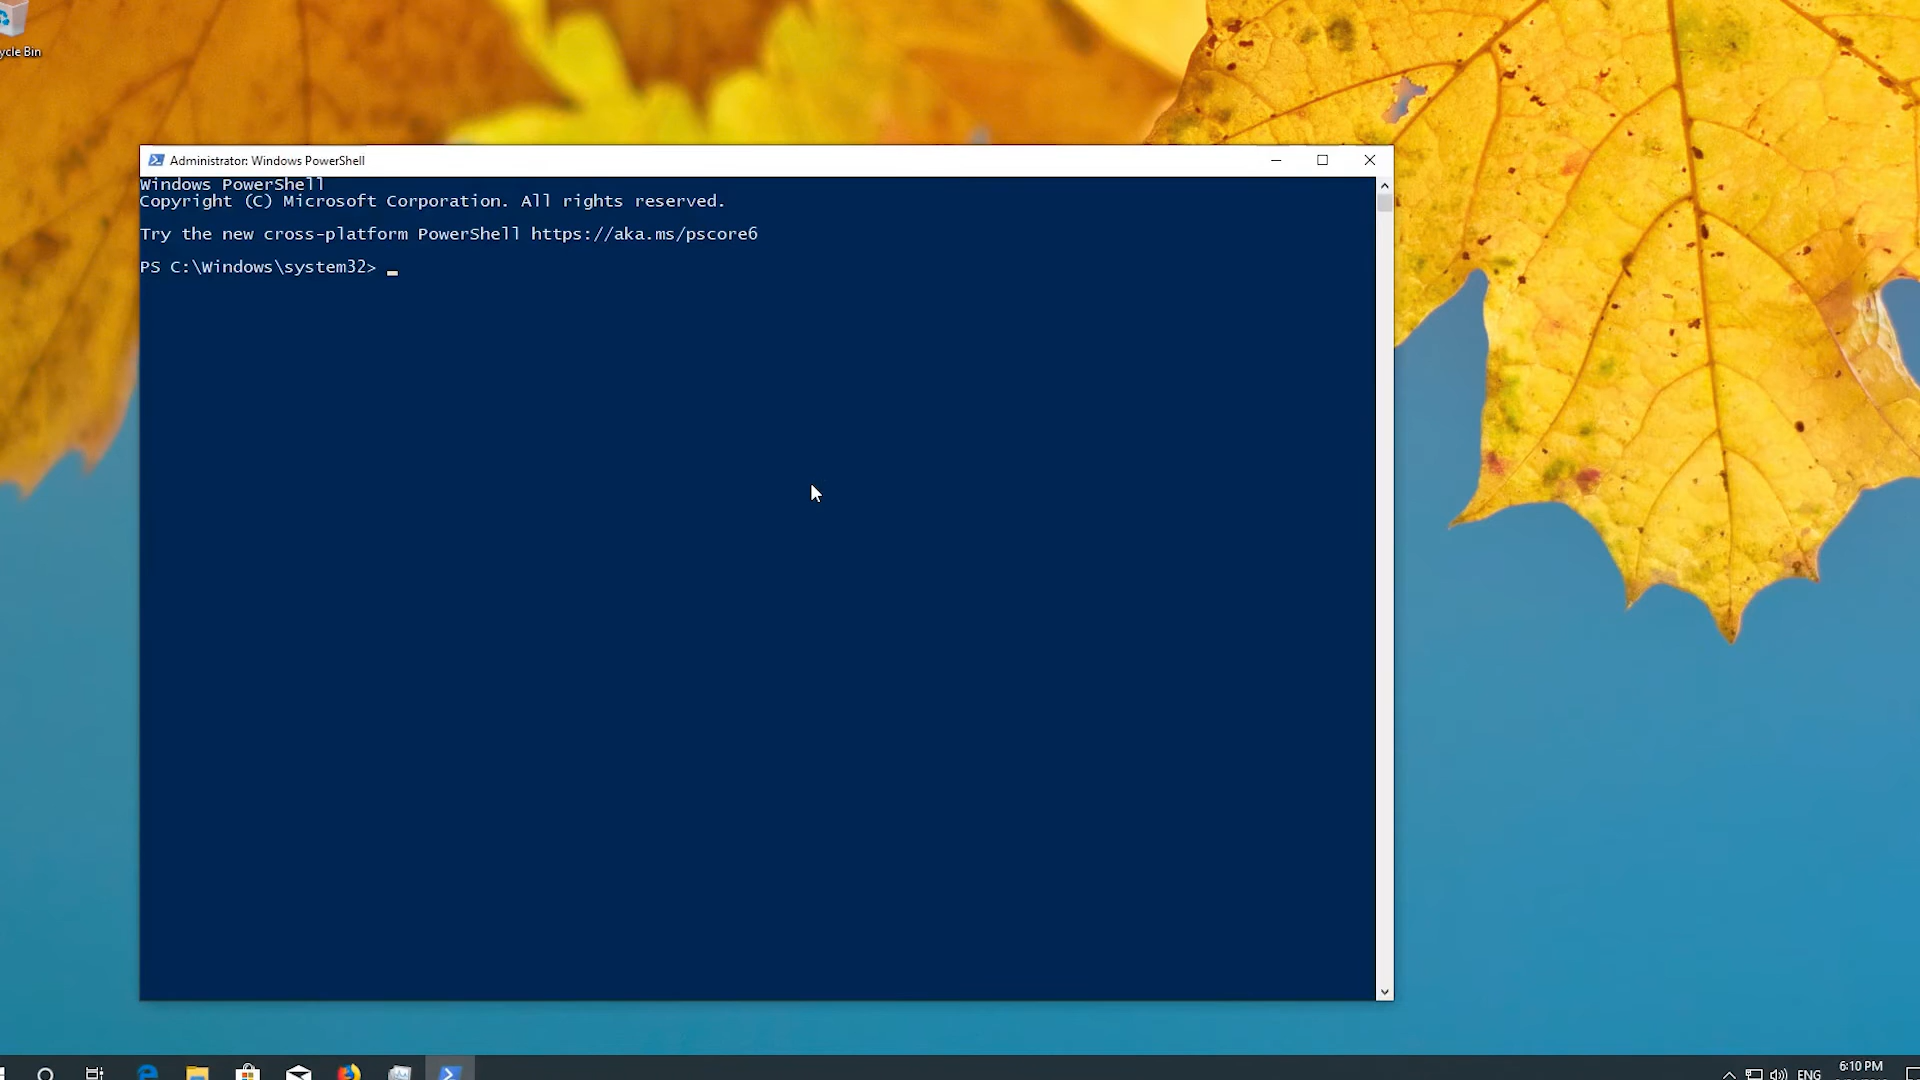 ycle Bin
Administrator: Windows PowerShell
Windows PowerShell
Copyright (C) Microsoft Corporation. All rights reserved.
Try the new cross-platform PowerShell https://aka.ms/pscore6
PS C:\Windows\system32> _
ENG
6:10 PM